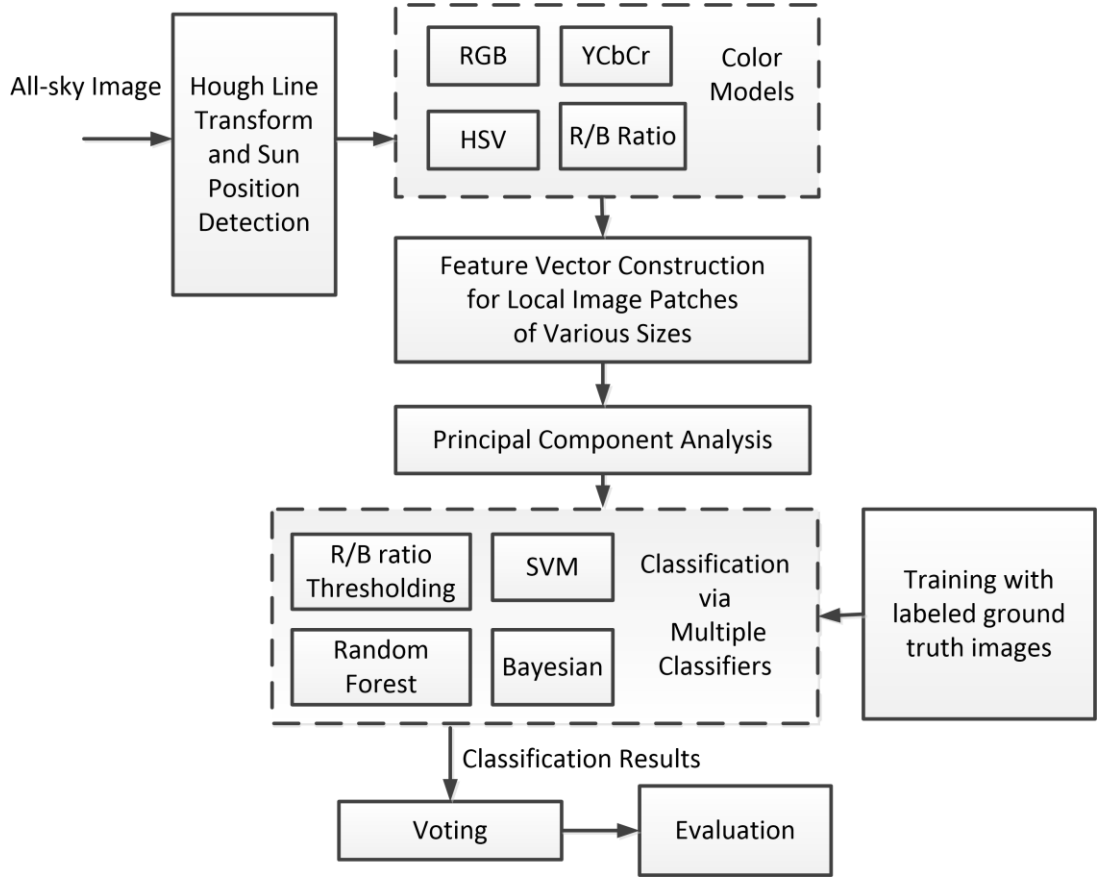 All-sky Image
Hough Line
Transform
and Sun
Position
Detection
RGB
YCbCr
HSV
R/B Ratio
Color
Models
Feature Vector Construction
for Local Image Patches
of Various Sizes
Principal Component Analysis
R/B ratio
Thresholding
SVM
Random
Forest
Bayesian
Classification
via
Multiple
Classifiers
Training with
labeled ground
truth images
Classification Results
Voting
Evaluation